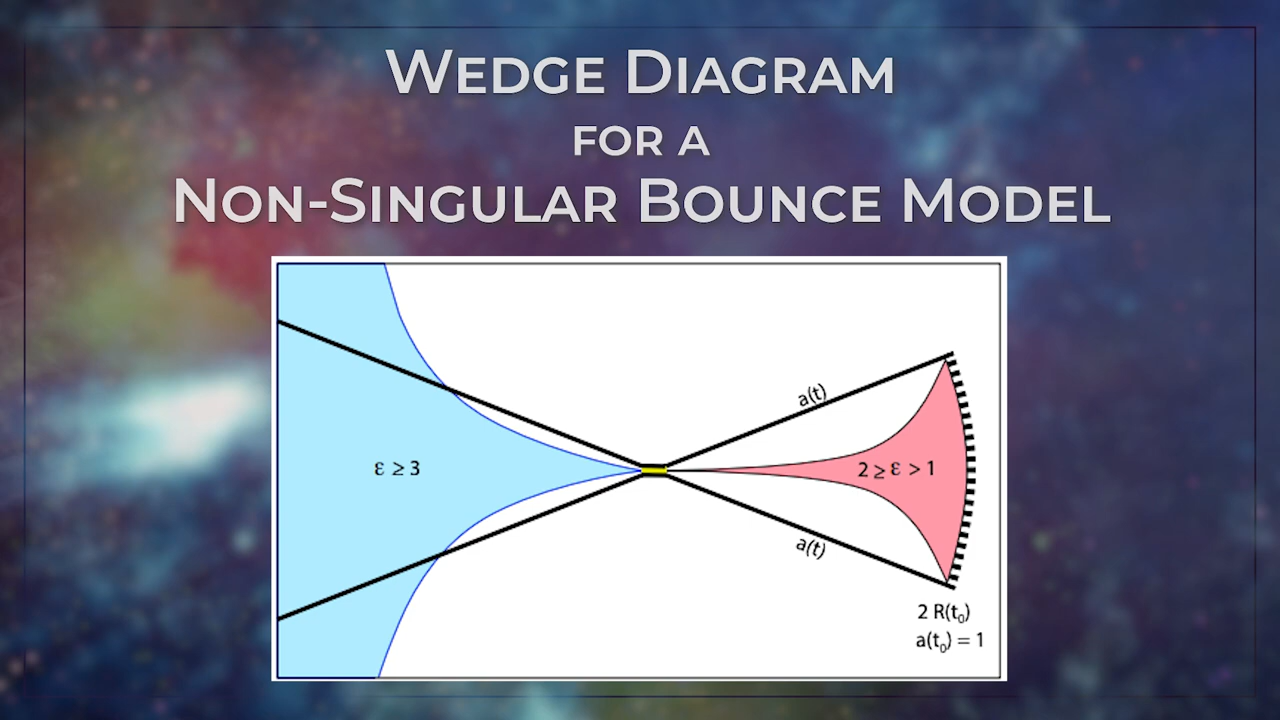 Wedge Diagram
for a
Non-Singular Bounce Model
a(t)
ε ≥ 3
2 ≥ ε > 1
a(t)
2 R(t₀)
a(t₀) = 1